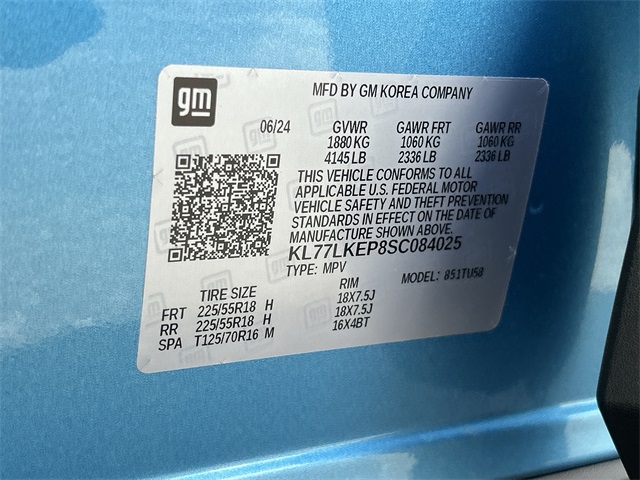 gm
MFD BY GM KOREA COMPANY
06/24 GVWR GAWR FRT GAWR RR
1880 KG 1060 KG 1060 KG
4145 LB 2336 LB 2336 LB
THIS VEHICLE CONFORMS TO ALL
APPLICABLE U.S. FEDERAL MOTOR
VEHICLE SAFETY AND THEFT PREVENTION
STANDARDS IN EFFECT ON THE DATE OF
MANUFACTURE SHOWN ABOVE.
KL77LKEP8SC084025
TYPE: MPV MODEL: 851TUS8
TIRE SIZE RIM
FRT 225/55R18 H 18X7.5J
RR 225/55R18 H 18X7.5J
SPA T125/70R16 M 16X4BT